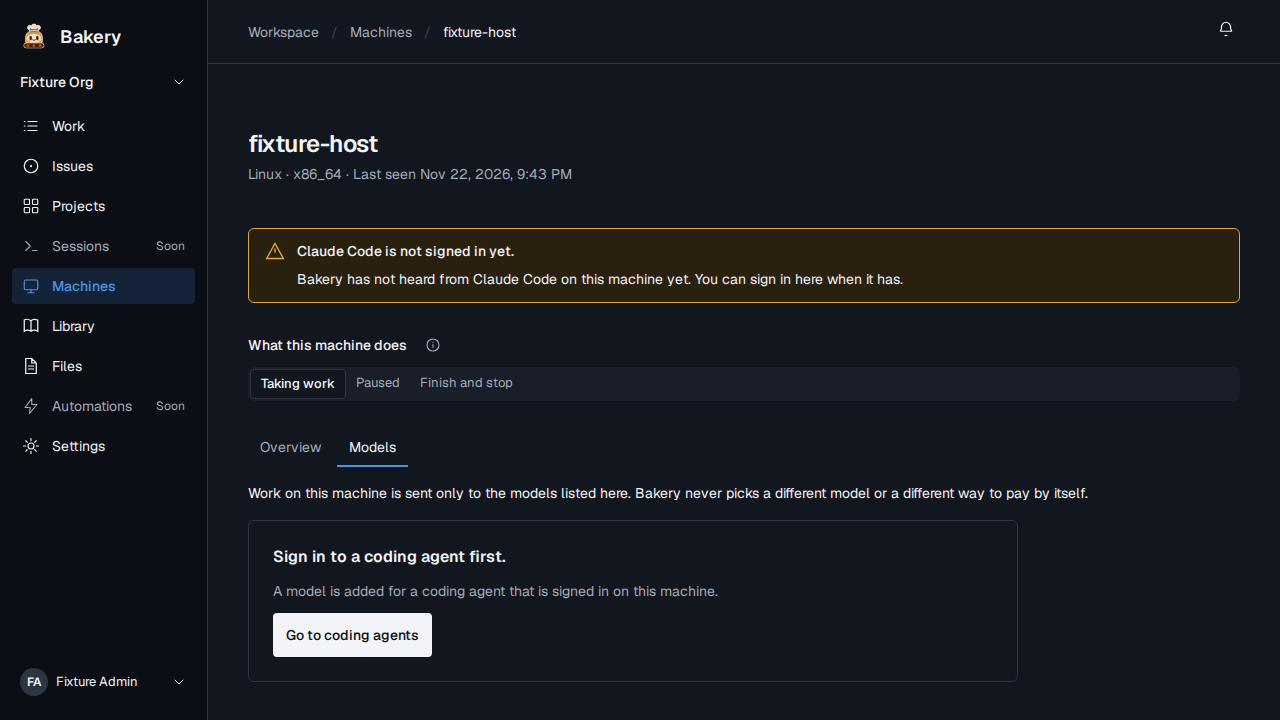 Bakery
Fixture Org
Work
Issues
Projects
Sessions Soon
Machines
Library
Files
Automations Soon
Settings
FA Fixture Admin
Workspace / Machines / fixture-host
fixture-host
Linux · x86_64 · Last seen Nov 22, 2026, 9:43 PM
Claude Code is not signed in yet.
Bakery has not heard from Claude Code on this machine yet. You can sign in here when it has.
What this machine does
Taking work Paused Finish and stop
Overview Models
Work on this machine is sent only to the models listed here. Bakery never picks a different model or a different way to pay by itself.
Sign in to a coding agent first.
A model is added for a coding agent that is signed in on this machine.
Go to coding agents